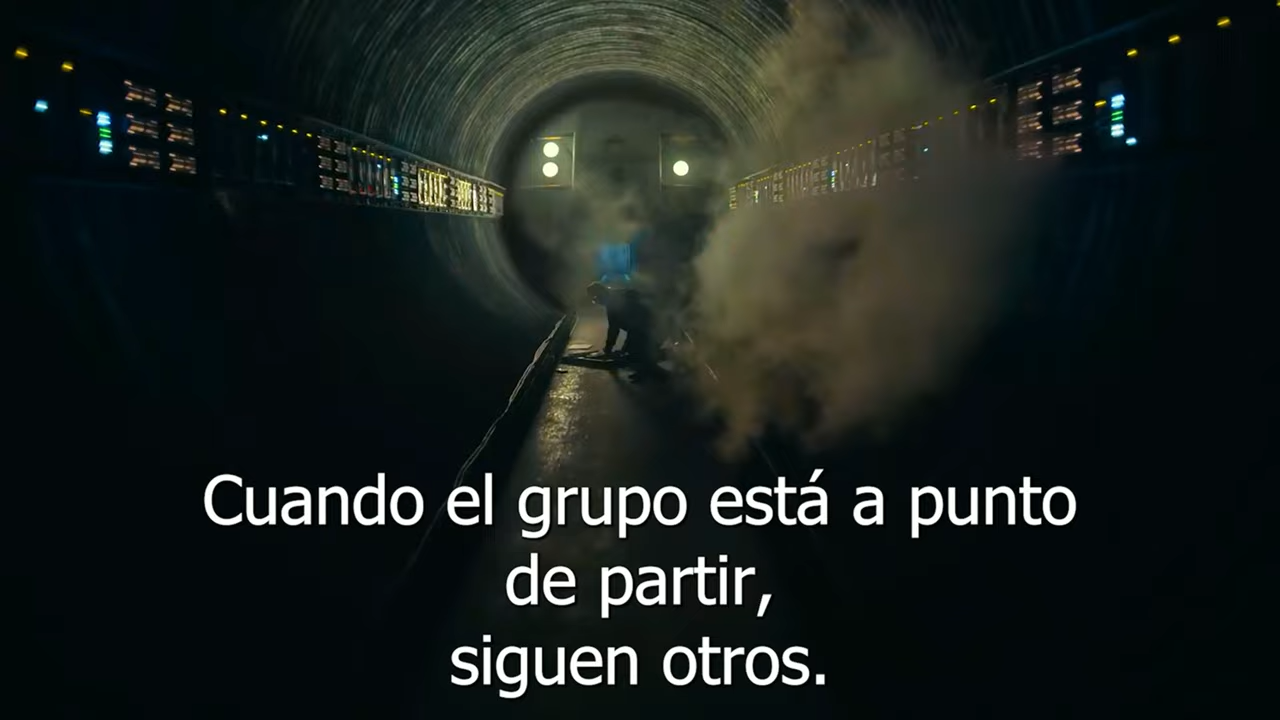 Cuando el grupo está a punto
de partir,
siguen otros.